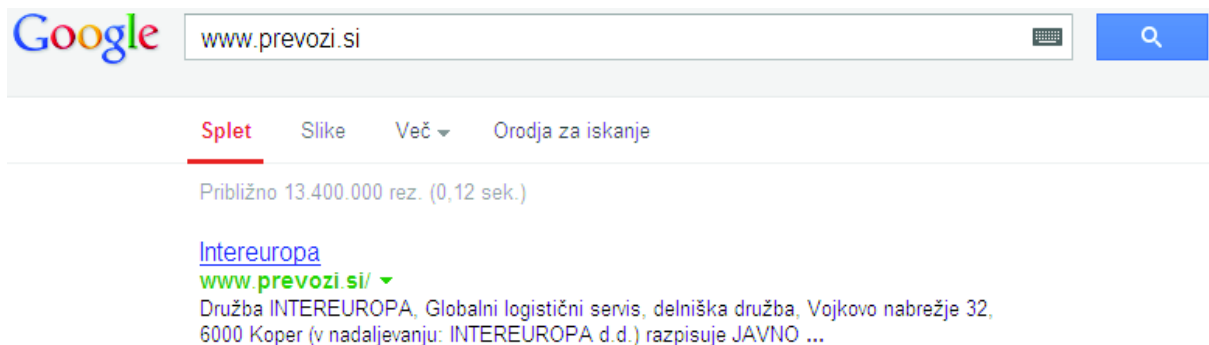 Google www.prevozi.si
Splet Slike Več Orodja za iskanje
Približno 13.400.000 rez. (0,12 sek.)
Intereuropa
www.prevozi.si/
Družba INTEREUROPA, Globalni logistični servis, delniška družba, Vojkovo nabrežje 32,
6000 Koper (v nadaljevanju: INTEREUROPA d.d.) razpisuje JAVNO ...